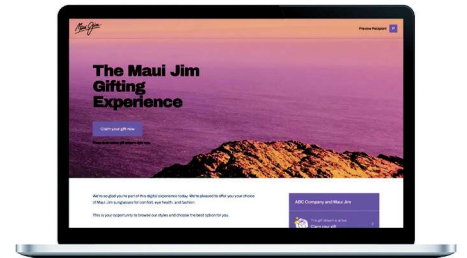 Maui Jim
Preview Recipient
The Maui Jim
Gifting
Experience
Claim your gift now
We're so glad you're part of this digital experience today. We're pleased to offer you your choice
of Maui Jim sunglasses for comfort, eye health, and fashion.
This is your opportunity to browse our styles and choose the best option for you.
ABC Company and Maui Jim
Claim your gift